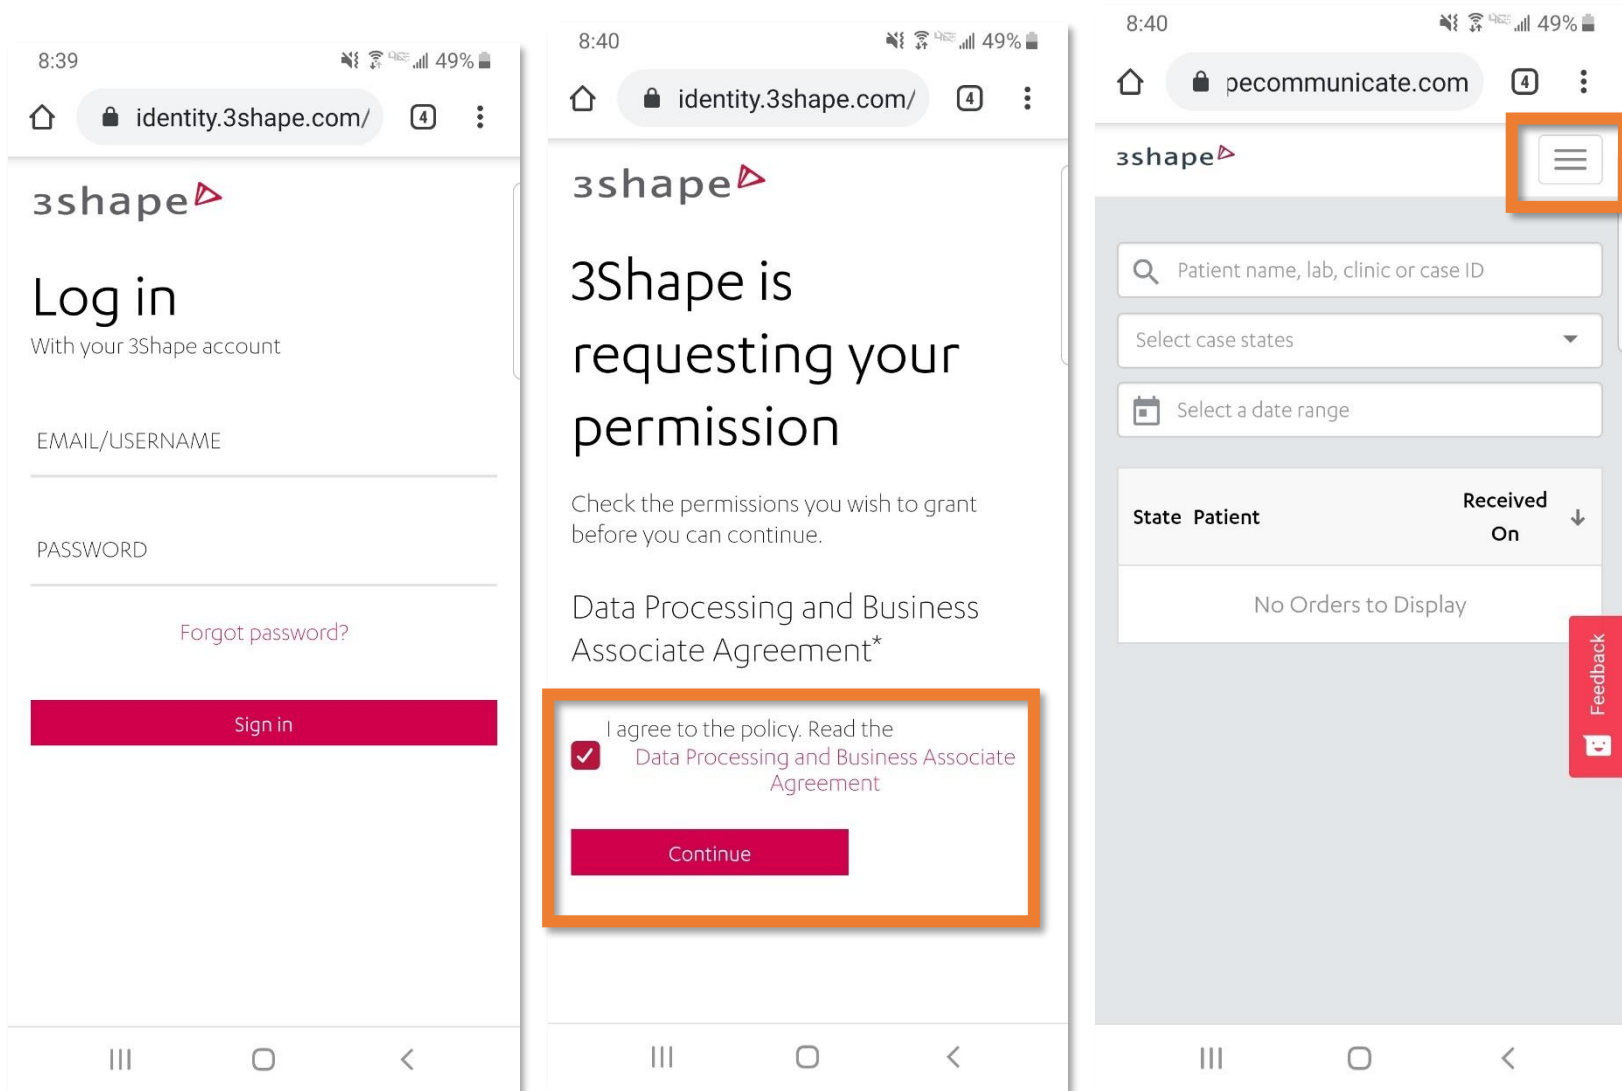 8:39
49%
identity.3shape.com/
4
3shape
Log in
With your 3Shape account
EMAIL/USERNAME
PASSWORD
Forgot password?
Sign in
8:40
49%
identity.3shape.com/
4
3shape
3Shape is
requesting your
permission
Check the permissions you wish to grant
before you can continue.
Data Processing and Business
Associate Agreement*
I agree to the policy. Read the
Data Processing and Business Associate
Agreement
Continue
8:40
49%
pecommunicate.com
4
3shape
Patient name, lab, clinic or case ID
Select case states
Select a date range
State Patient
Received
On
No Orders to Display
Feedback